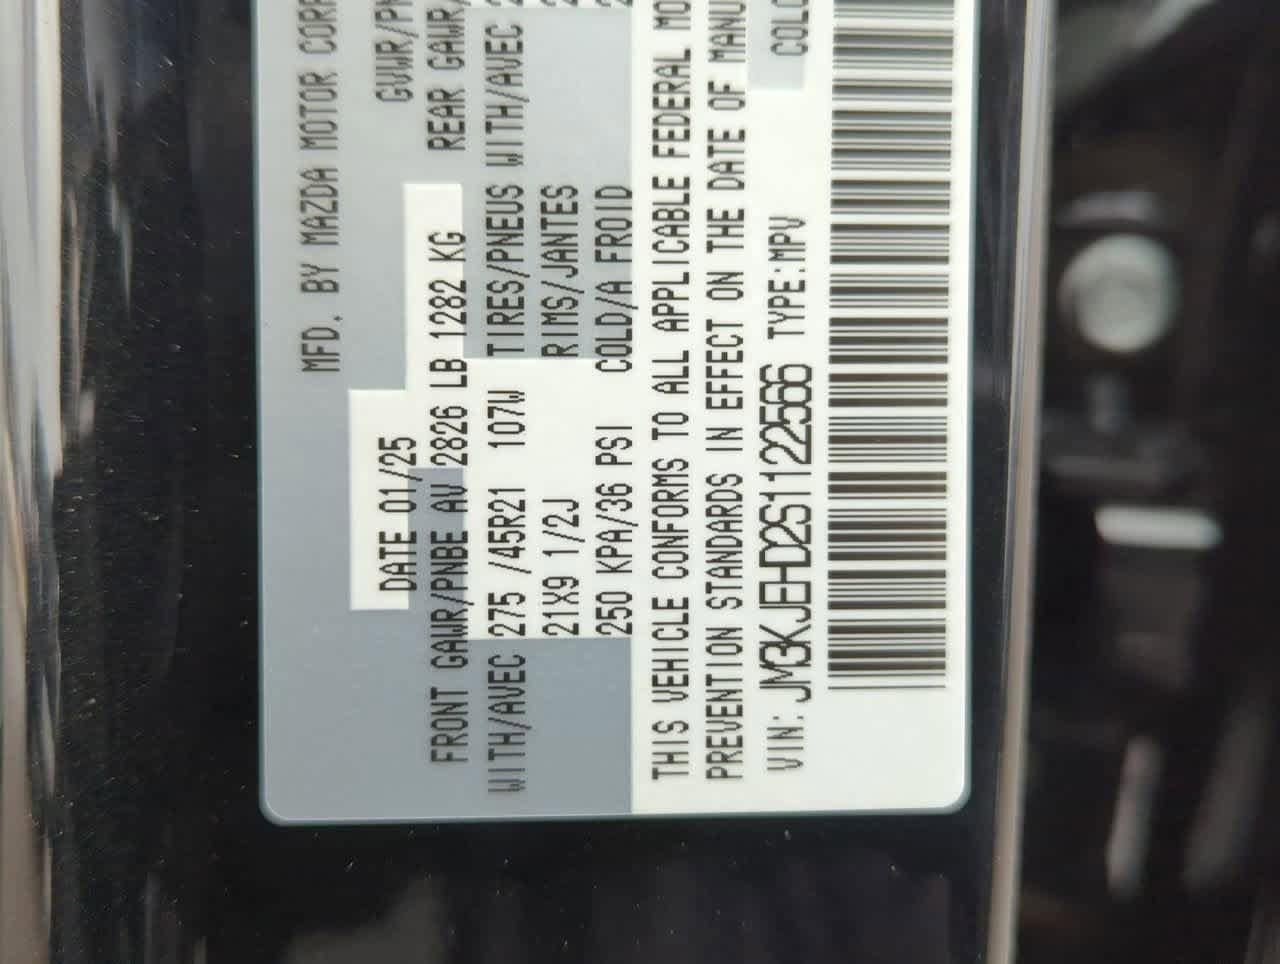 MFD. BY MAZDA MOTOR CORP
DATE 01/25
GVWR/PN
FRONT GAWR/PNBE AV 2826 LB 1282 KG
REAR GAWR/
WITH/AVEC 275 /45R21 107W TIRES/PNEUS WITH/AVEC
21X9 1/2J RIMS/JANTES
250 KPA/36 PSI COLD/A FROID
THIS VEHICLE CONFORMS TO ALL APPLICABLE FEDERAL MO
PREVENTION STANDARDS IN EFFECT ON THE DATE OF MANU
VIN: JM3KJEHD2S1122566 TYPE:MPV
COLO